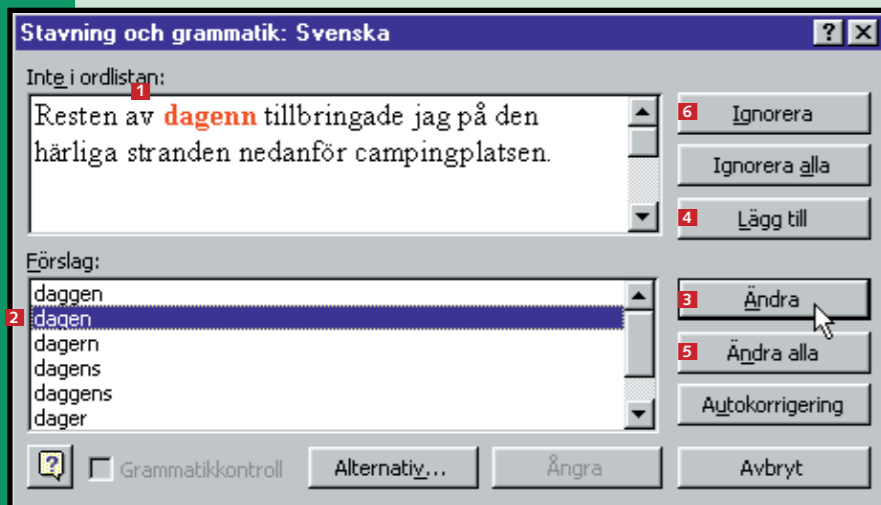 Stavning och grammatik: Svenska
Inte i ordlistan:
1
Resten av dagenn tillbringade jag på den
härliga stranden nedanför campingplatsen.
6 Ignorera
Ignorera alla
4 Lägg till
Förslag:
daggen
2 dagen
dagern
dagens
daggens
dager
3 Ändra
5 Ändra alla
Autokorrigering
Grammatikkontroll
Alternativ...
Ångra
Avbryt